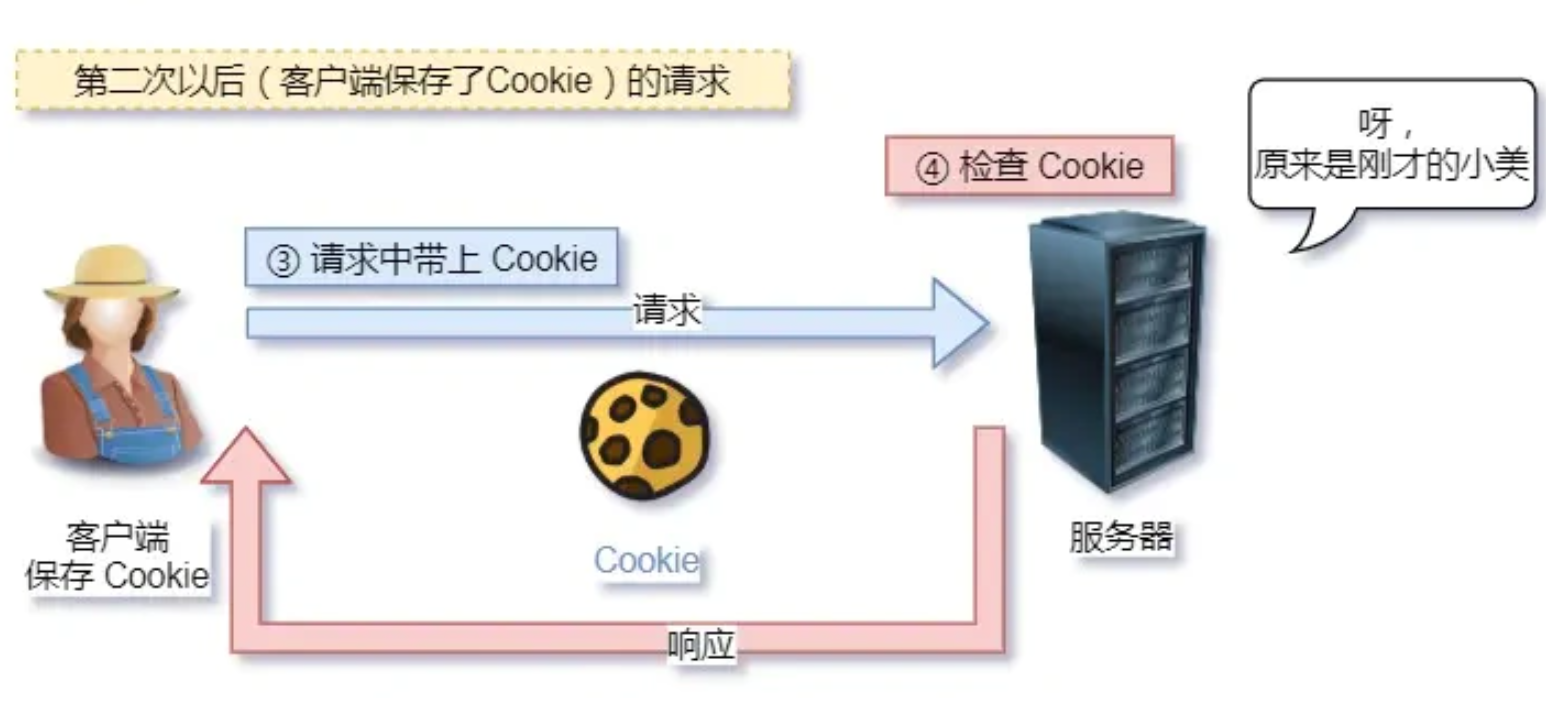 第二次以后（客户端保存了Cookie）的请求
呀，
原来是刚才的小美
④ 检查 Cookie
③ 请求中带上 Cookie
请求
客户端
保存 Cookie
Cookie
服务器
响应